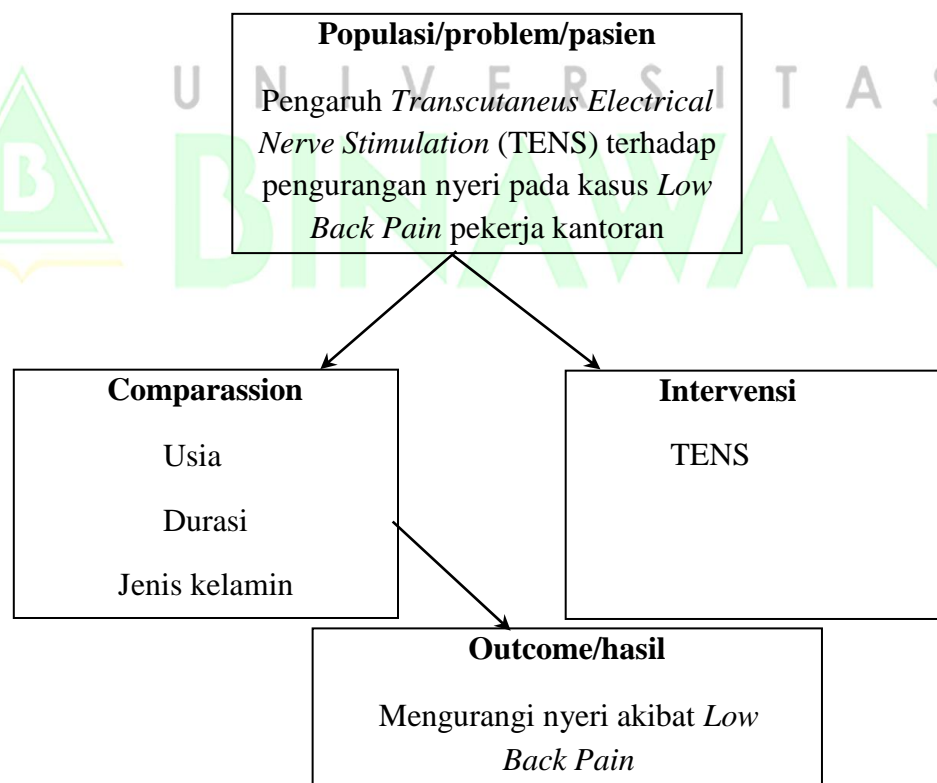 Populasi/problem/pasien
UNIVERSITAS
BINAWAN
B
Pengaruh Transcutaneus Electrical
Nerve Stimulation (TENS) terhadap
pengurangan nyeri pada kasus Low
Back Pain pekerja kantoran
Comparassion
Usia
Durasi
Jenis kelamin
Intervensi
TENS
Outcome/hasil
Mengurangi nyeri akibat Low
Back Pain